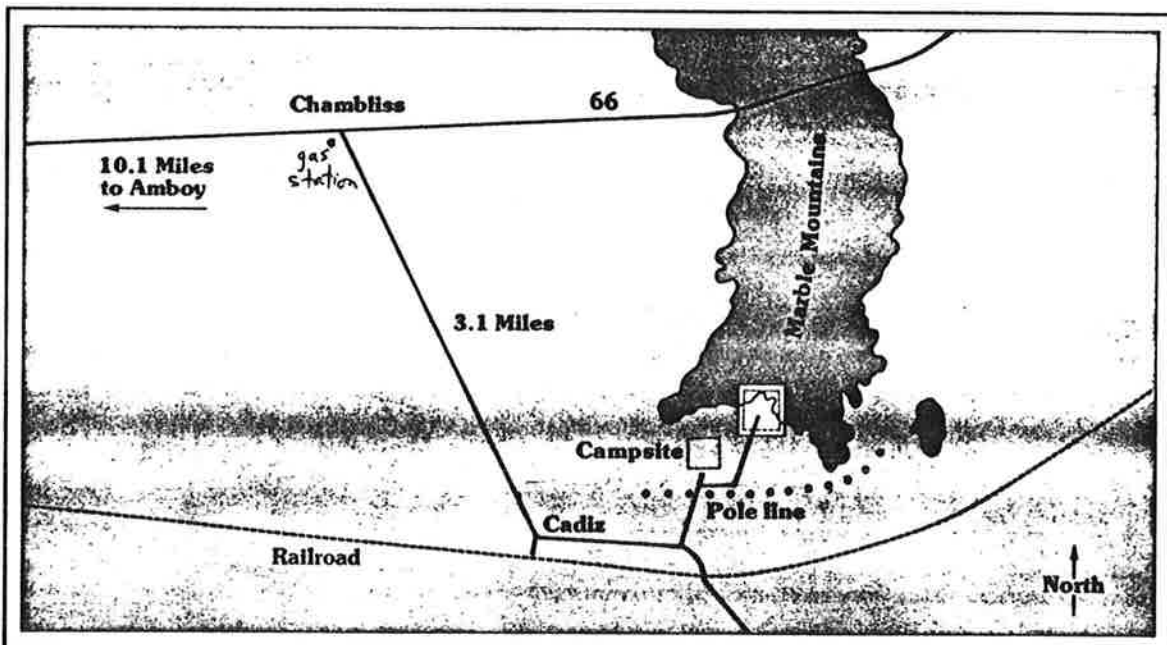 Chambliss
66
gas
station
10.1 Miles
to Amboy
Marble Mountains
3.1 Miles
Campsite
Pole line
Cadiz
Railroad
North